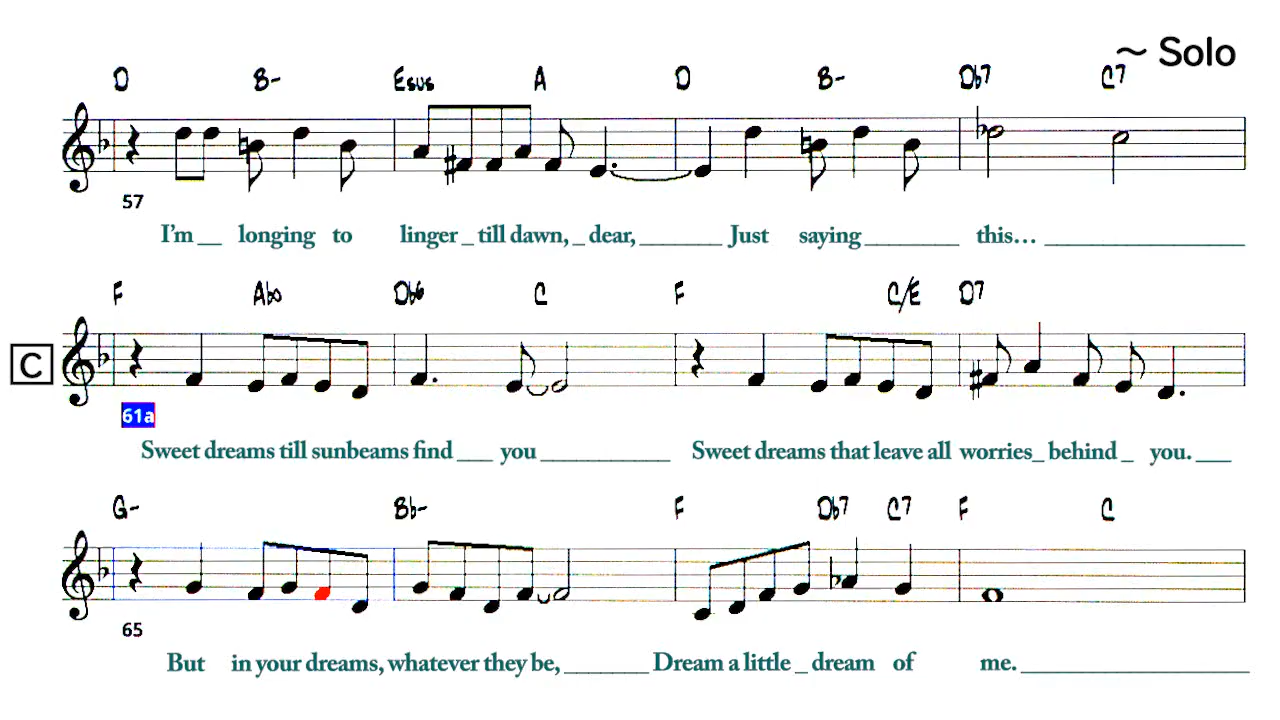 ~ Solo
D B- Esus A D B- Db7 C7
57
I'm __ longing to linger _ till dawn, _ dear, _______ Just saying ________ this… _________________
F Abo Db6 C F C/E D7
C
61a
Sweet dreams till sunbeams find ___ you ___________ Sweet dreams that leave all worries _ behind _ you. ___
G- Bb- F Db7 C7 F C
65
But in your dreams, whatever they be, _______ Dream a little _ dream of me. ___________________